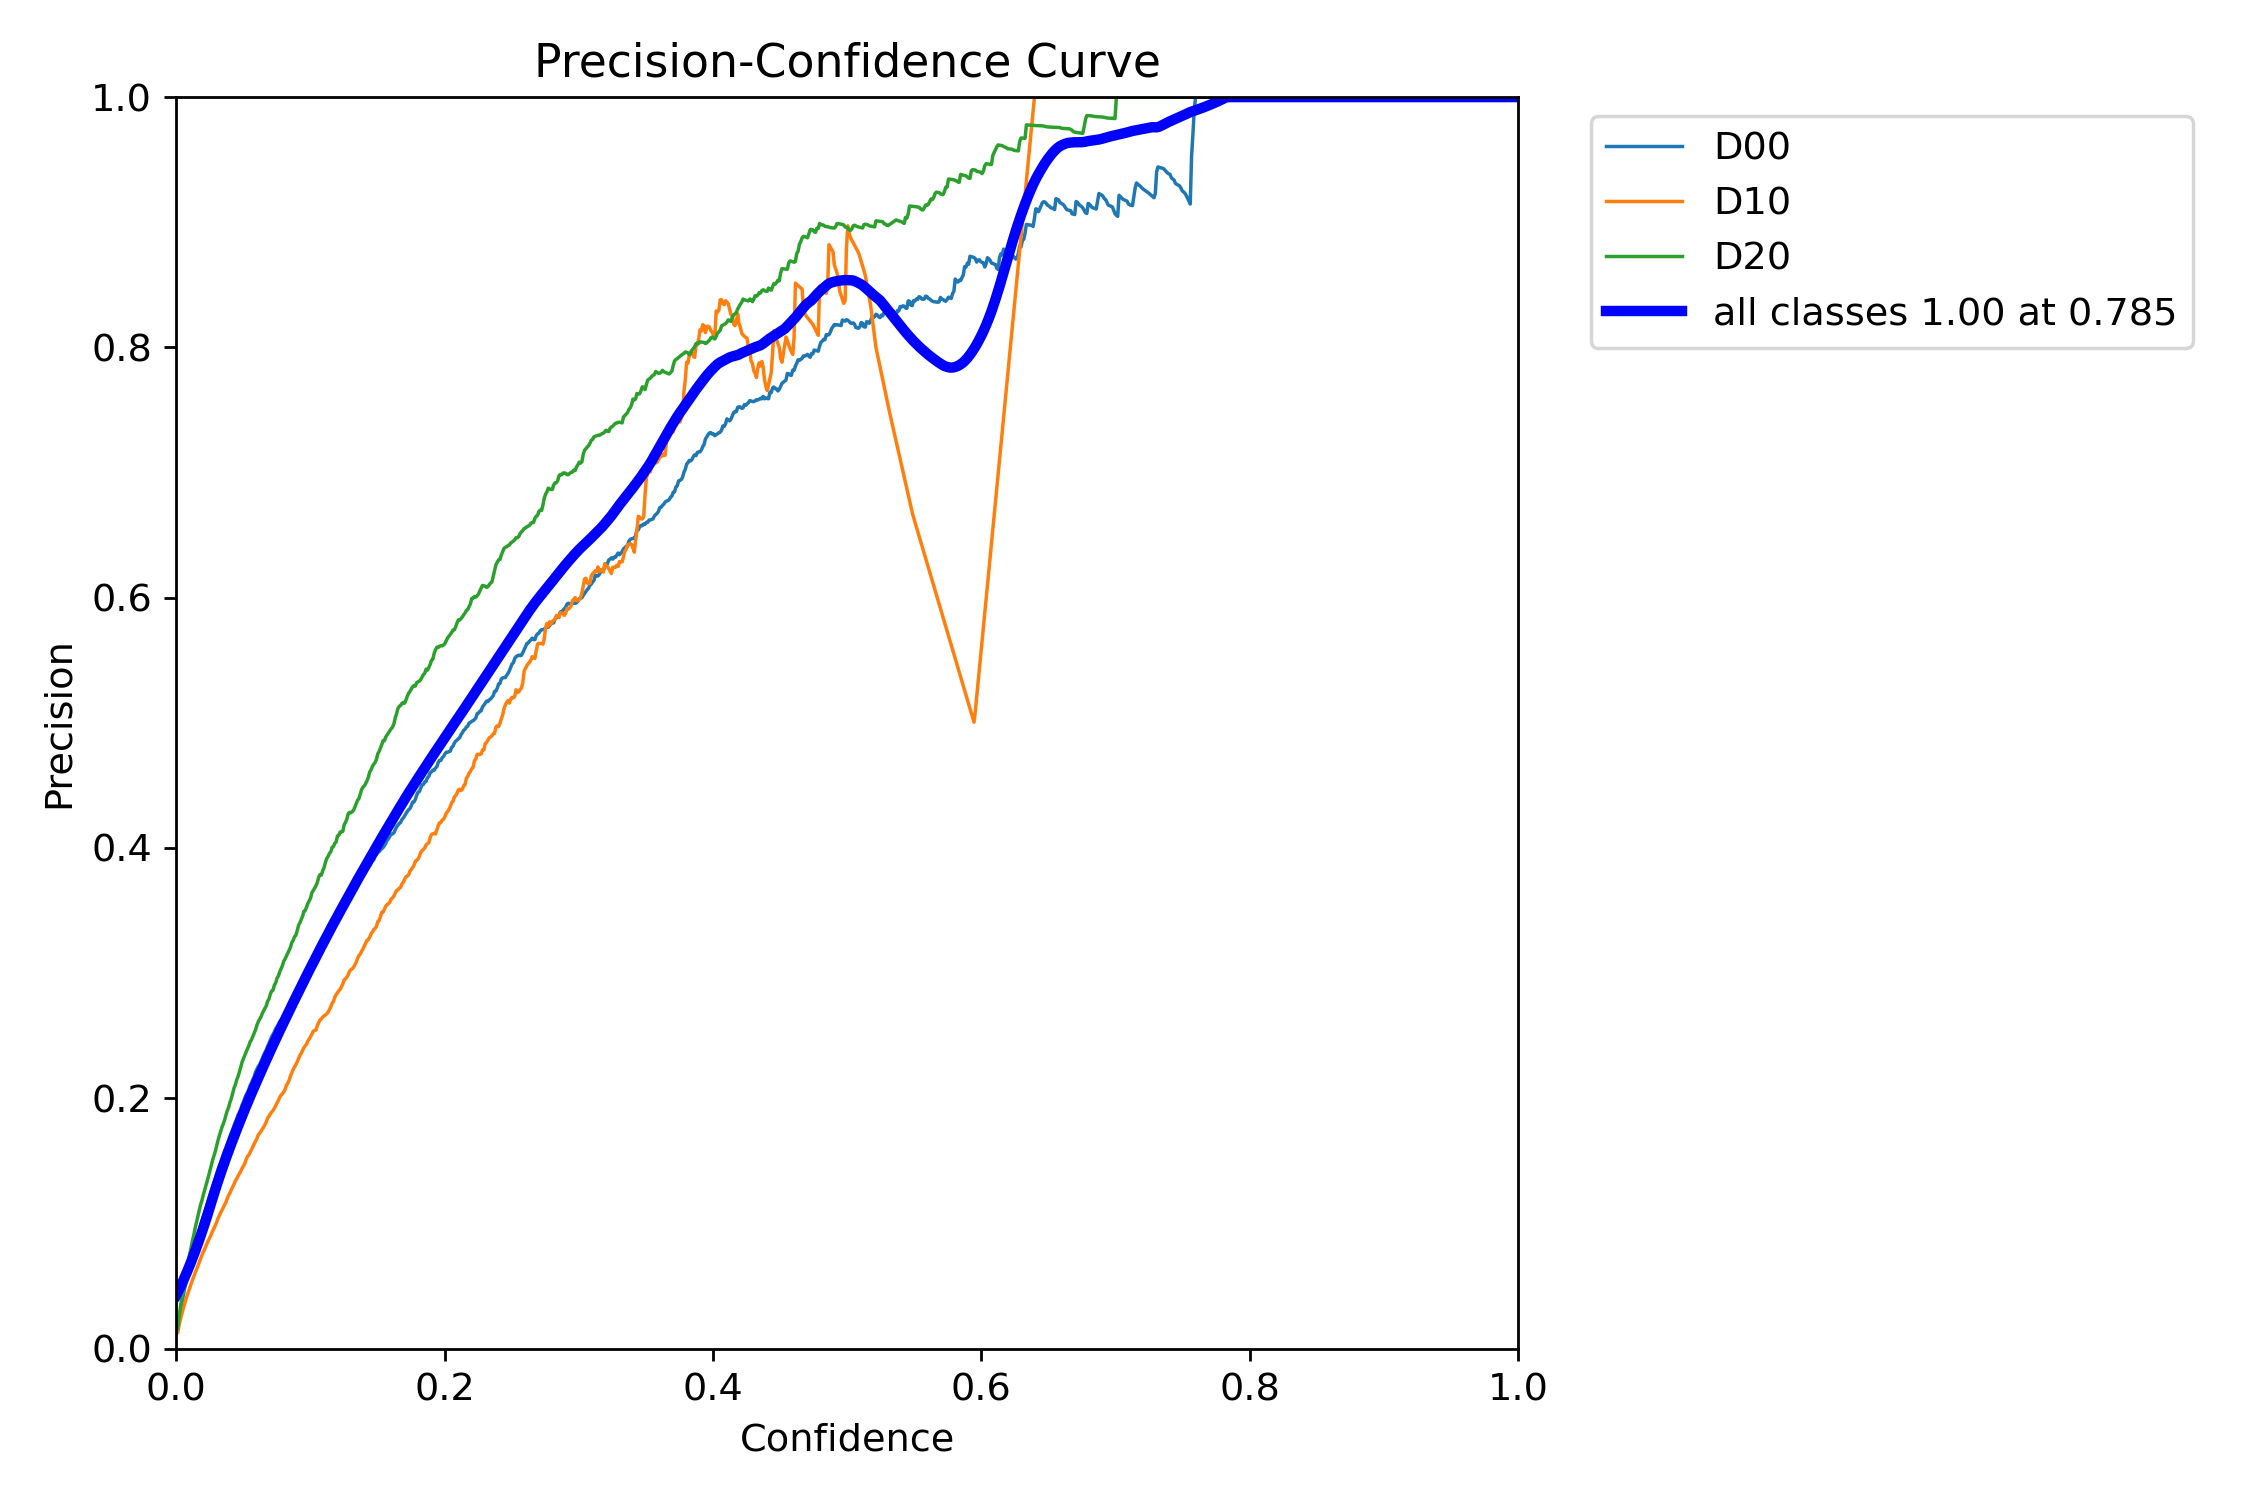 Precision-Confidence Curve
1.0
0.8
0.6
0.4
0.2
0.0
Precision
0.0 0.2 0.4 0.6 0.8 1.0
Confidence
D00
D10
D20
all classes 1.00 at 0.785